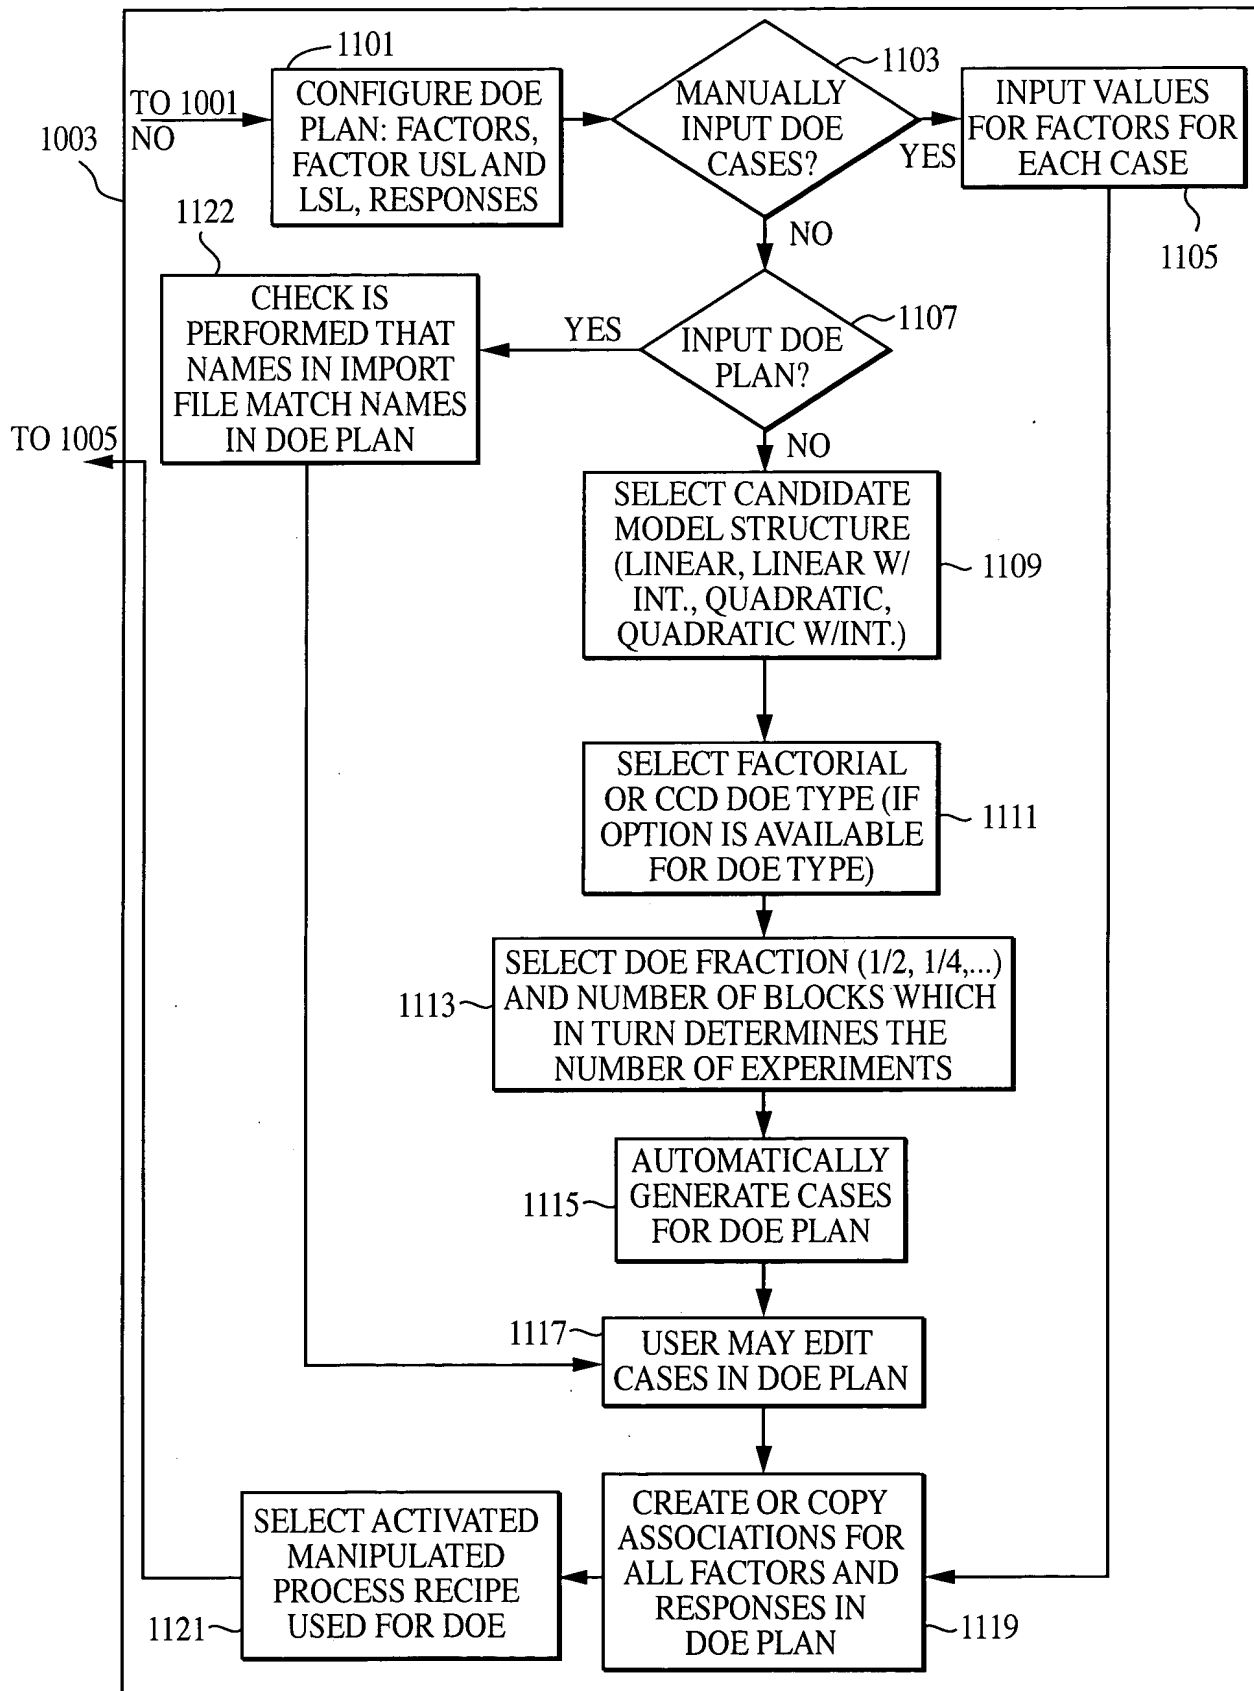 1101
CONFIGURE DOE
PLAN: FACTORS,
FACTOR USL AND
LSL, RESPONSES
TO 1001
NO
1003
1103
MANUALLY
INPUT DOE
CASES?
YES
NO
INPUT VALUES
FOR FACTORS FOR
EACH CASE
1105
1122
CHECK IS
PERFORMED THAT
NAMES IN IMPORT
FILE MATCH NAMES
IN DOE PLAN
YES
1107
INPUT DOE
PLAN?
NO
TO 1005
SELECT CANDIDATE
MODEL STRUCTURE
(LINEAR, LINEAR W/
INT., QUADRATIC,
QUADRATIC W/INT.)
1109
SELECT FACTORIAL
OR CCD DOE TYPE (IF
OPTION IS AVAILABLE
FOR DOE TYPE)
1111
SELECT DOE FRACTION (1/2, 1/4,...)
AND NUMBER OF BLOCKS WHICH
IN TURN DETERMINES THE
NUMBER OF EXPERIMENTS
1113
AUTOMATICALLY
GENERATE CASES
FOR DOE PLAN
1115
1117
USER MAY EDIT
CASES IN DOE PLAN
CREATE OR COPY
ASSOCIATIONS FOR
ALL FACTORS AND
RESPONSES IN
DOE PLAN
1119
SELECT ACTIVATED
MANIPULATED
PROCESS RECIPE
USED FOR DOE
1121